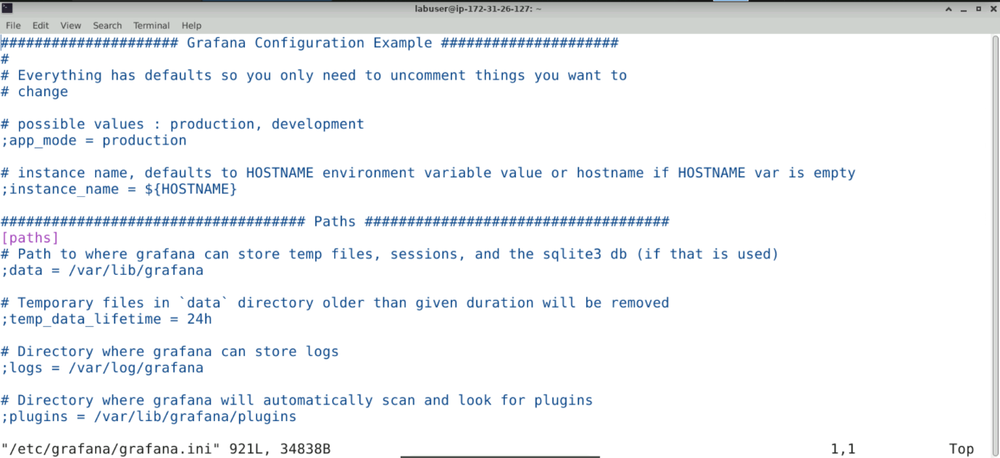 labuser@ip-172-31-26-127: ~
File Edit View Search Terminal Help
##################### Grafana Configuration Example #####################
#
# Everything has defaults so you only need to uncomment things you want to
# change
# possible values : production, development
;app_mode = production
# instance name, defaults to HOSTNAME environment variable value or hostname if HOSTNAME var is empty
;instance_name = ${HOSTNAME}
#################################### Paths ####################################
[paths]
# Path to where grafana can store temp files, sessions, and the sqlite3 db (if that is used)
;data = /var/lib/grafana
# Temporary files in `data` directory older than given duration will be removed
;temp_data_lifetime = 24h
# Directory where grafana can store logs
;logs = /var/log/grafana
# Directory where grafana will automatically scan and look for plugins
;plugins = /var/lib/grafana/plugins
"/etc/grafana/grafana.ini" 921L, 34838B 1,1 Top